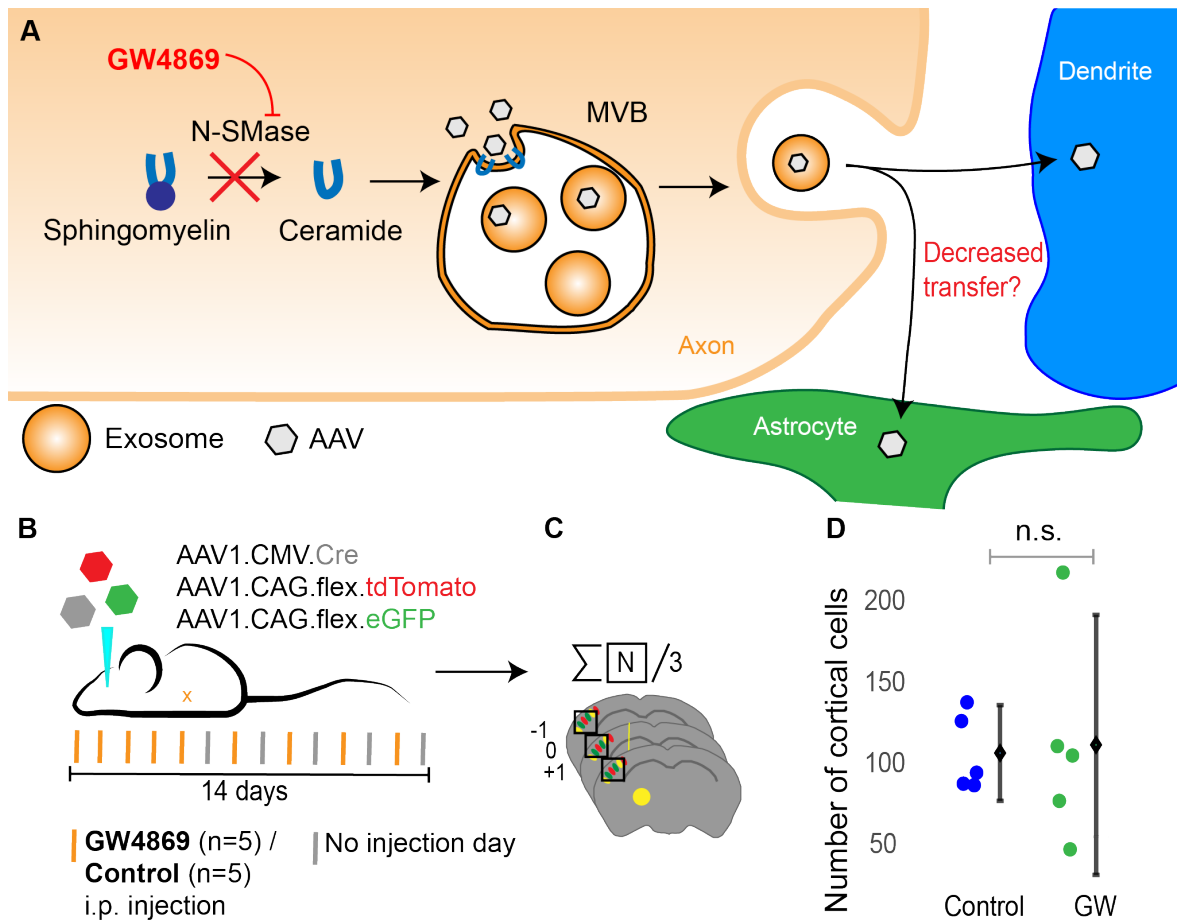 A
GW4869
N-SMase
Sphingomyelin
Ceramide
MVB
Dendrite
Decreased
transfer?
Axon
Astrocyte
Exosome
AAV
B
AAV1.CMV.Cre
AAV1.CAG.flex.tdTomato
AAV1.CAG.flex.eGFP
x
14 days
GW4869 (n=5) /
Control (n=5)
i.p. injection
No injection day
C
∑ N /3
-1
0
+1
D
n.s.
Number of cortical cells
200
150
100
50
Control
GW